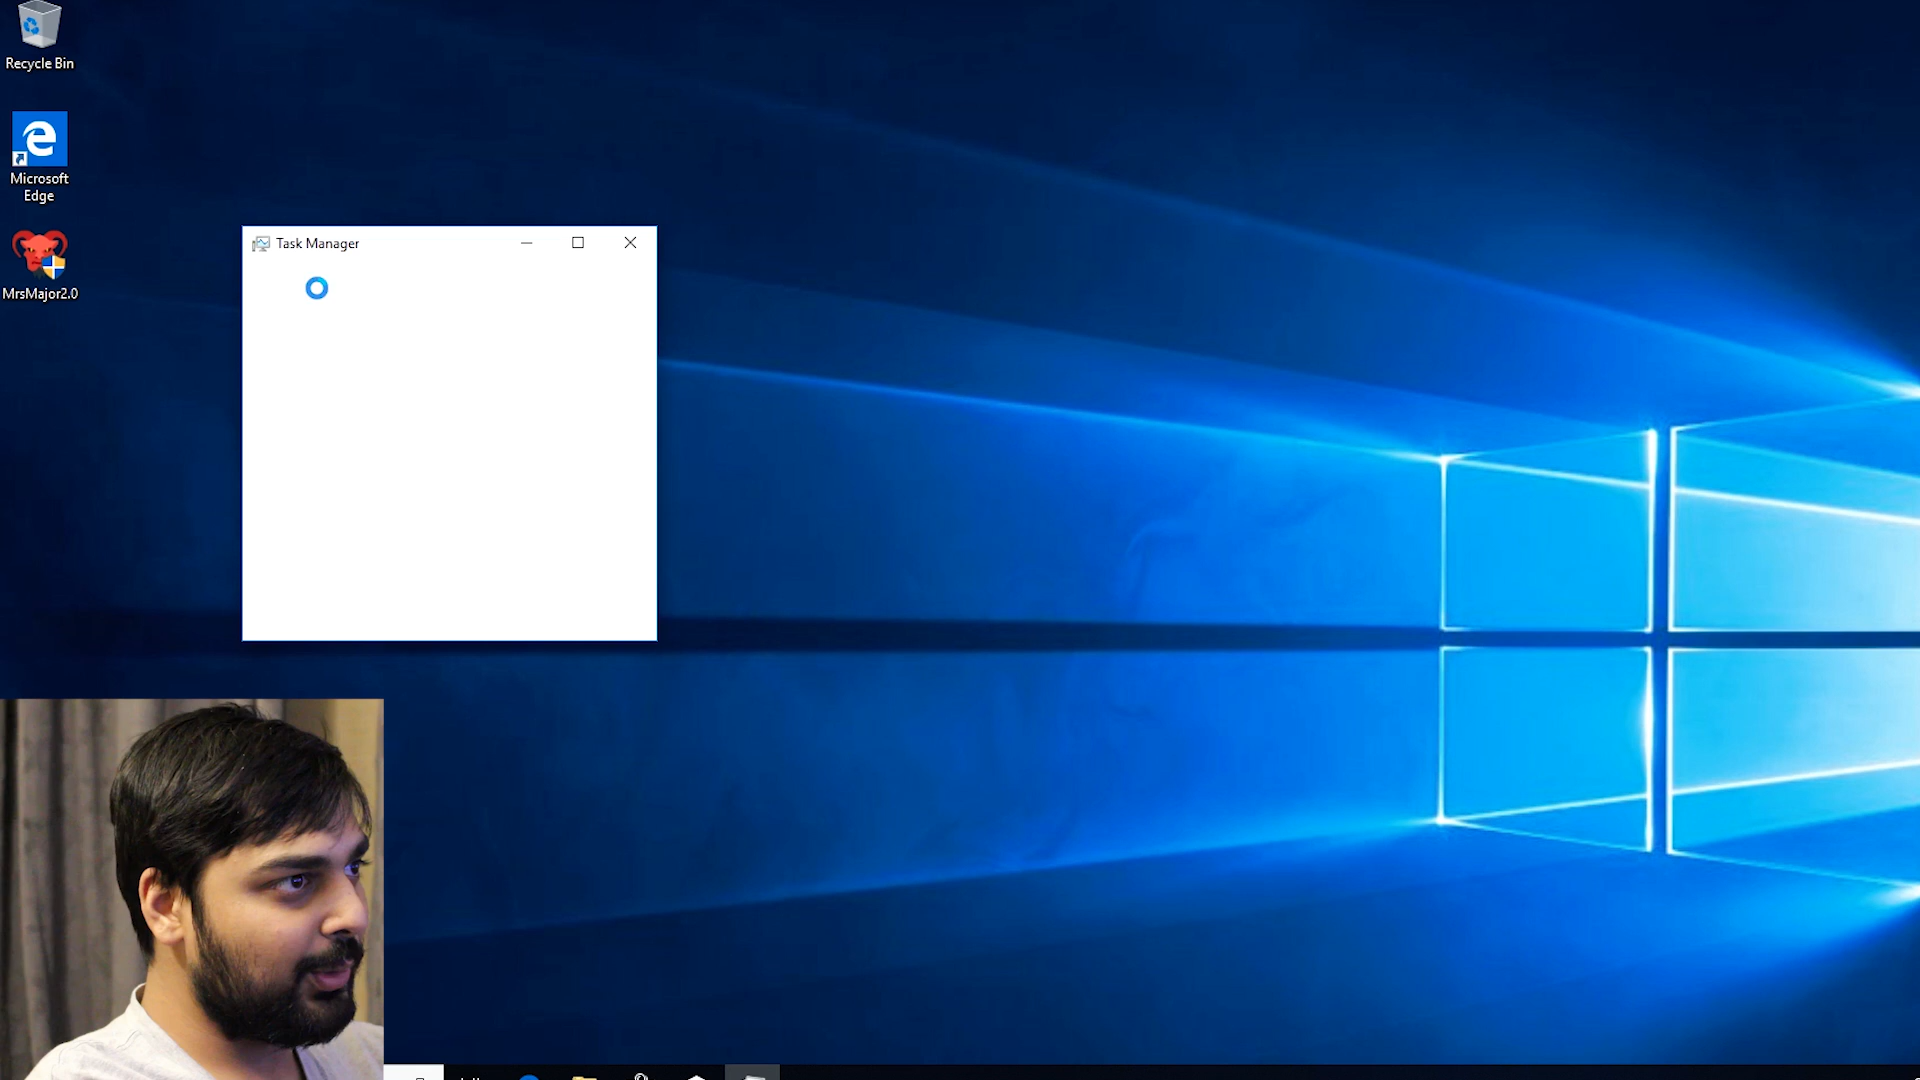 Recycle Bin
Microsoft
Edge
MrsMajor2.0
Task Manager